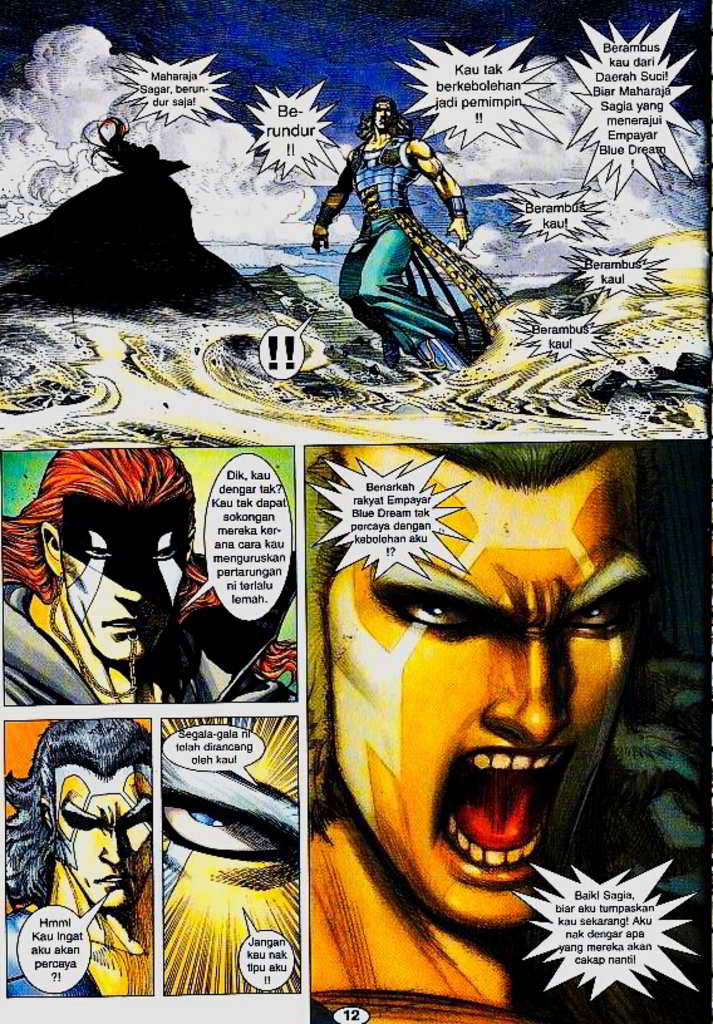 Maharaja
Sagar, berun-
dur saja!
Be-
rundur
!!
Kau tak
berkebolehan
jadi pemimpin
!!
Berambus
kau dari
Daerah Suci!
Biar Maharaja
Sagia yang
menerajui
Empayar
Blue Dream
!
Berambus
kau!
Berambus
kau!
Berambus
kau!
!!
Dik, kau
dengar tak?
Kau tak dapat
sokongan
mereka ker-
ana cara kau
menguruskan
pertarungan
ni terlalu
lemah.
Benarkah
rakyat Empayar
Blue Dream tak
percaya dengan
kebolehan aku
!?
Hmm!
Kau ingat
aku akan
percaya
?!
Segala-gala ni
telah dirancang
oleh kau!
Jangan
kau nak
tipu aku
!!
Baik! Sagia,
biar aku tumpaskan
kau sekarang! Aku
nak dengar apa
yang mereka akan
cakap nanti!
12